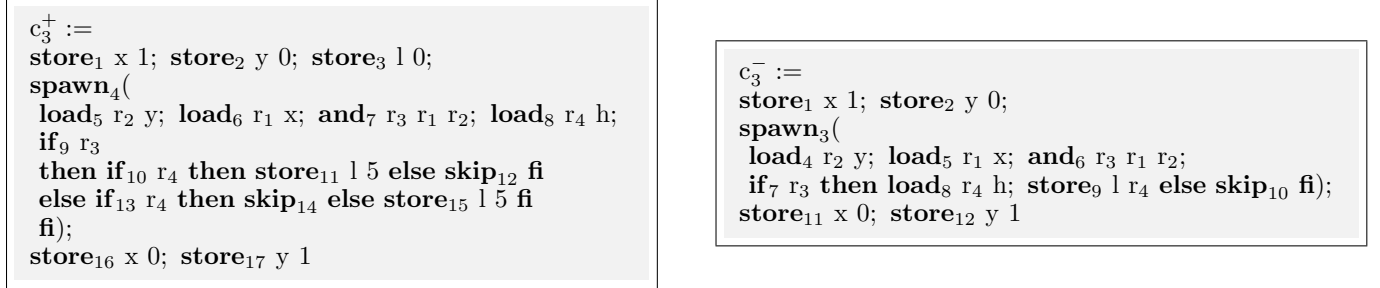 c₃⁺ :=
store₁ x 1; store₂ y 0; store₃ l 0;
spawn₄(
load₅ r₂ y; load₆ r₁ x; and₇ r₃ r₁ r₂; load₈ r₄ h;
if₉ r₃
then if₁₀ r₄ then store₁₁ l 5 else skip₁₂ fi
else if₁₃ r₄ then skip₁₄ else store₁₅ l 5 fi
fi);
store₁₆ x 0; store₁₇ y 1
c₃⁻ :=
store₁ x 1; store₂ y 0;
spawn₃(
load₄ r₂ y; load₅ r₁ x; and₆ r₃ r₁ r₂;
if₇ r₃ then load₈ r₄ h; store₉ l r₄ else skip₁₀ fi);
store₁₁ x 0; store₁₂ y 1